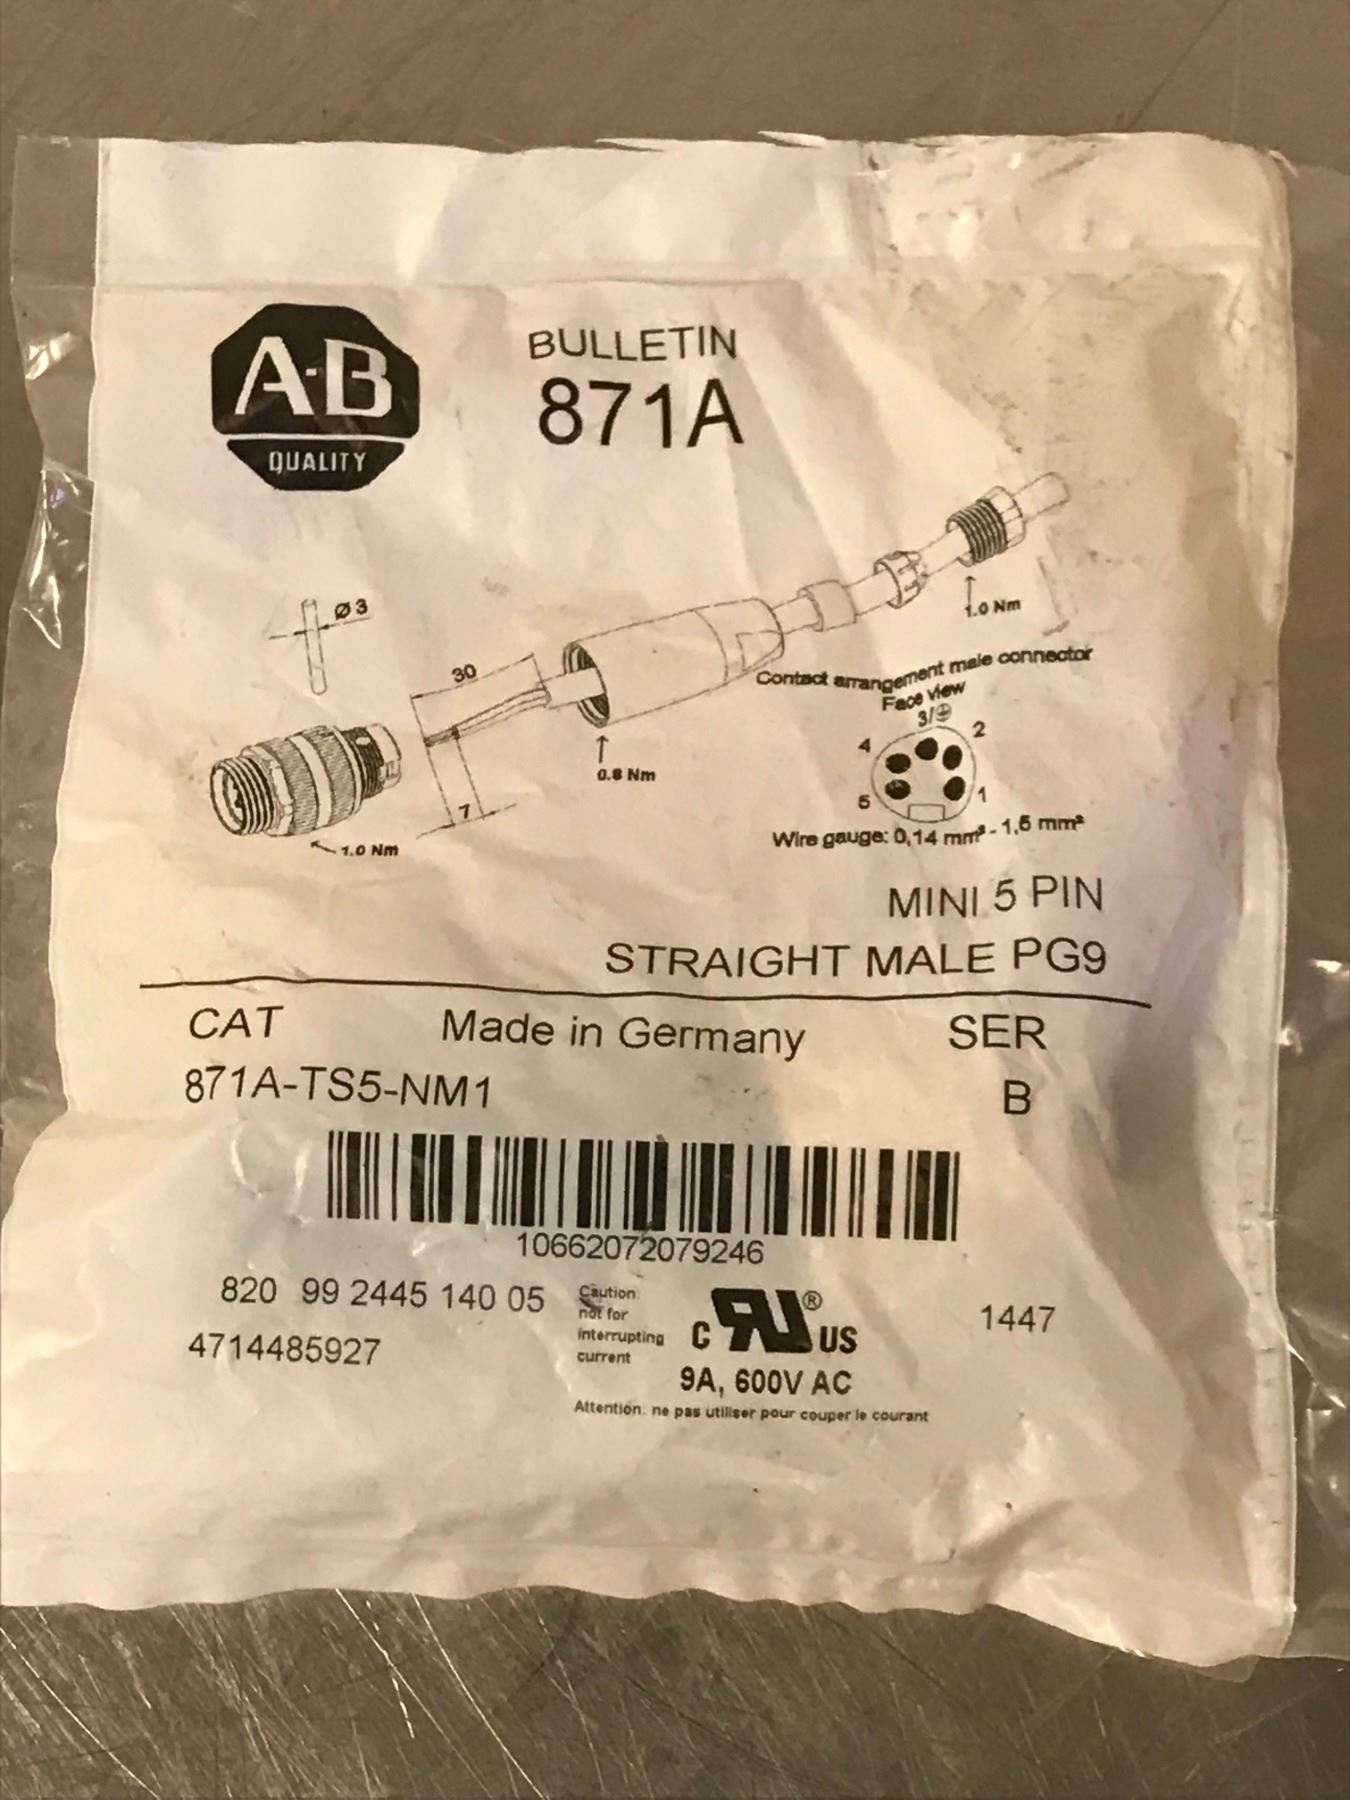 A-B
QUALITY
BULLETIN
871A
Ø 3
30
7
1.0 Nm
0.8 Nm
1.0 Nm
Contact arrangement male connector
Face view
3/⏚
4 2
5 1
Wire gauge: 0,14 mm² - 1,5 mm²
MINI 5 PIN
STRAIGHT MALE PG9
CAT Made in Germany SER
871A-TS5-NM1 B
10662072079246
820 99 2445 140 05
4714485927
Caution:
not for
interrupting
current
C RU ® US
9A, 600V AC
Attention: ne pas utiliser pour couper le courant
1447